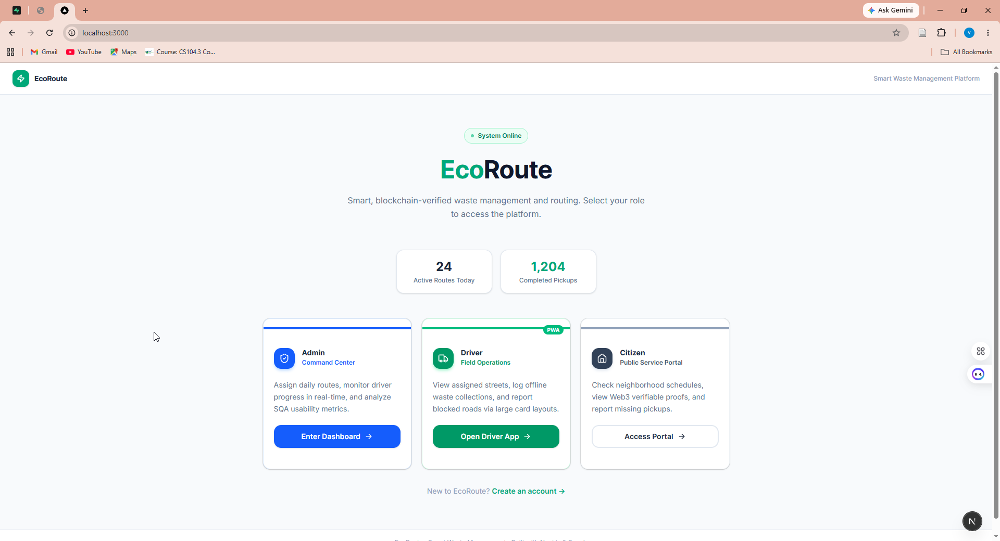 Ask Gemini
localhost:3000
V
Gmail
YouTube
Maps
Course: CS104.3 Co...
All Bookmarks
EcoRoute
Smart Waste Management Platform
System Online
EcoRoute
Smart, blockchain-verified waste management and routing. Select your role
to access the platform.
24
Active Routes Today
1,204
Completed Pickups
Admin
Command Center
Assign daily routes, monitor driver
progress in real-time, and analyze
SQA usability metrics.
Enter Dashboard →
PWA
Driver
Field Operations
View assigned streets, log offline
waste collections, and report
blocked roads via large card layouts.
Open Driver App →
Citizen
Public Service Portal
Check neighborhood schedules,
view Web3 verifiable proofs, and
report missing pickups.
Access Portal →
New to EcoRoute? Create an account →
N